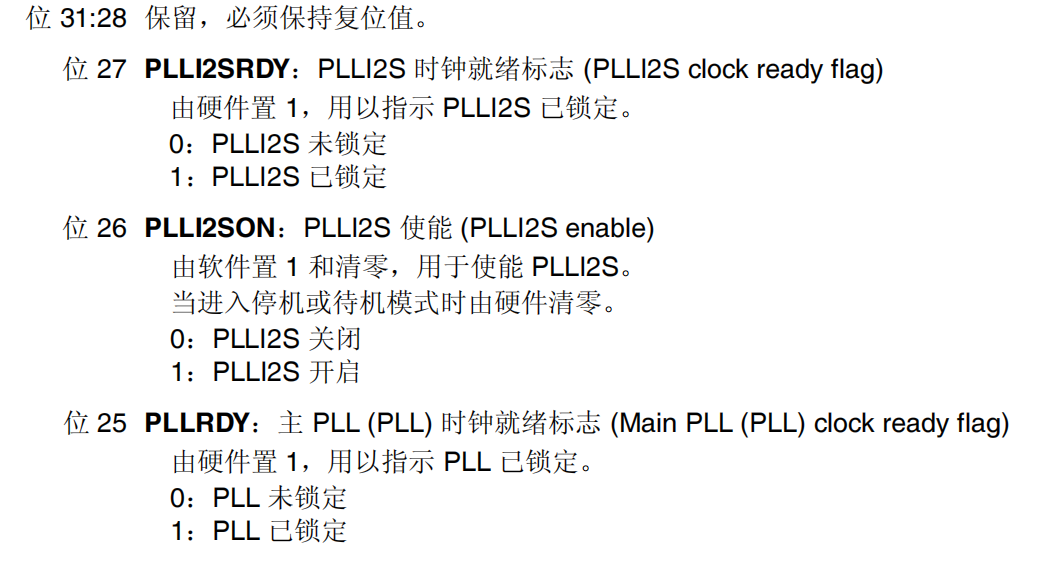 位 31:28 保留，必须保持复位值。
位 27 PLLI2SRDY：PLLI2S 时钟就绪标志 (PLLI2S clock ready flag)
由硬件置 1，用以指示 PLLI2S 已锁定。
0：PLLI2S 未锁定
1：PLLI2S 已锁定
位 26 PLLI2SON：PLLI2S 使能 (PLLI2S enable)
由软件置 1 和清零，用于使能 PLLI2S。
当进入停机或待机模式时由硬件清零。
0：PLLI2S 关闭
1：PLLI2S 开启
位 25 PLLRDY：主 PLL (PLL) 时钟就绪标志 (Main PLL (PLL) clock ready flag)
由硬件置 1，用以指示 PLL 已锁定。
0：PLL 未锁定
1：PLL 已锁定